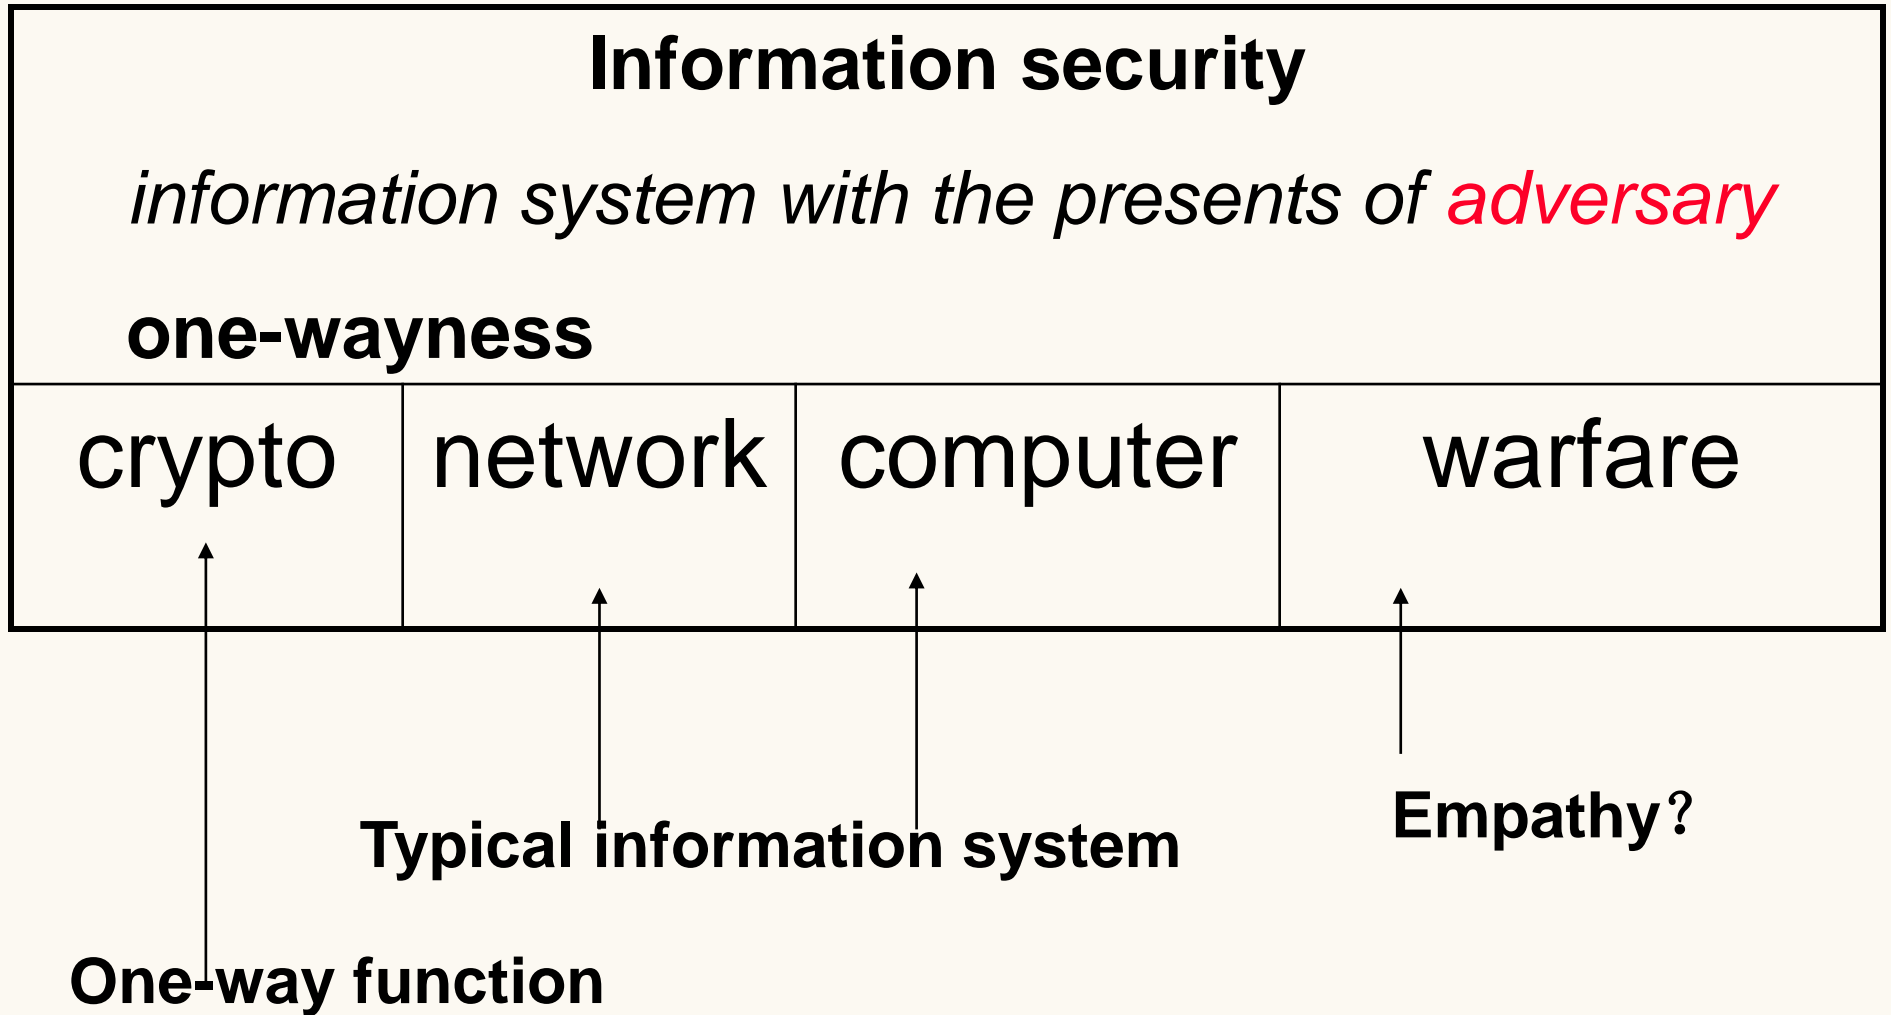 Information security
information system with the presents of adversary
one-wayness
crypto network computer warfare
Empathy？
Typical information system
One-way function